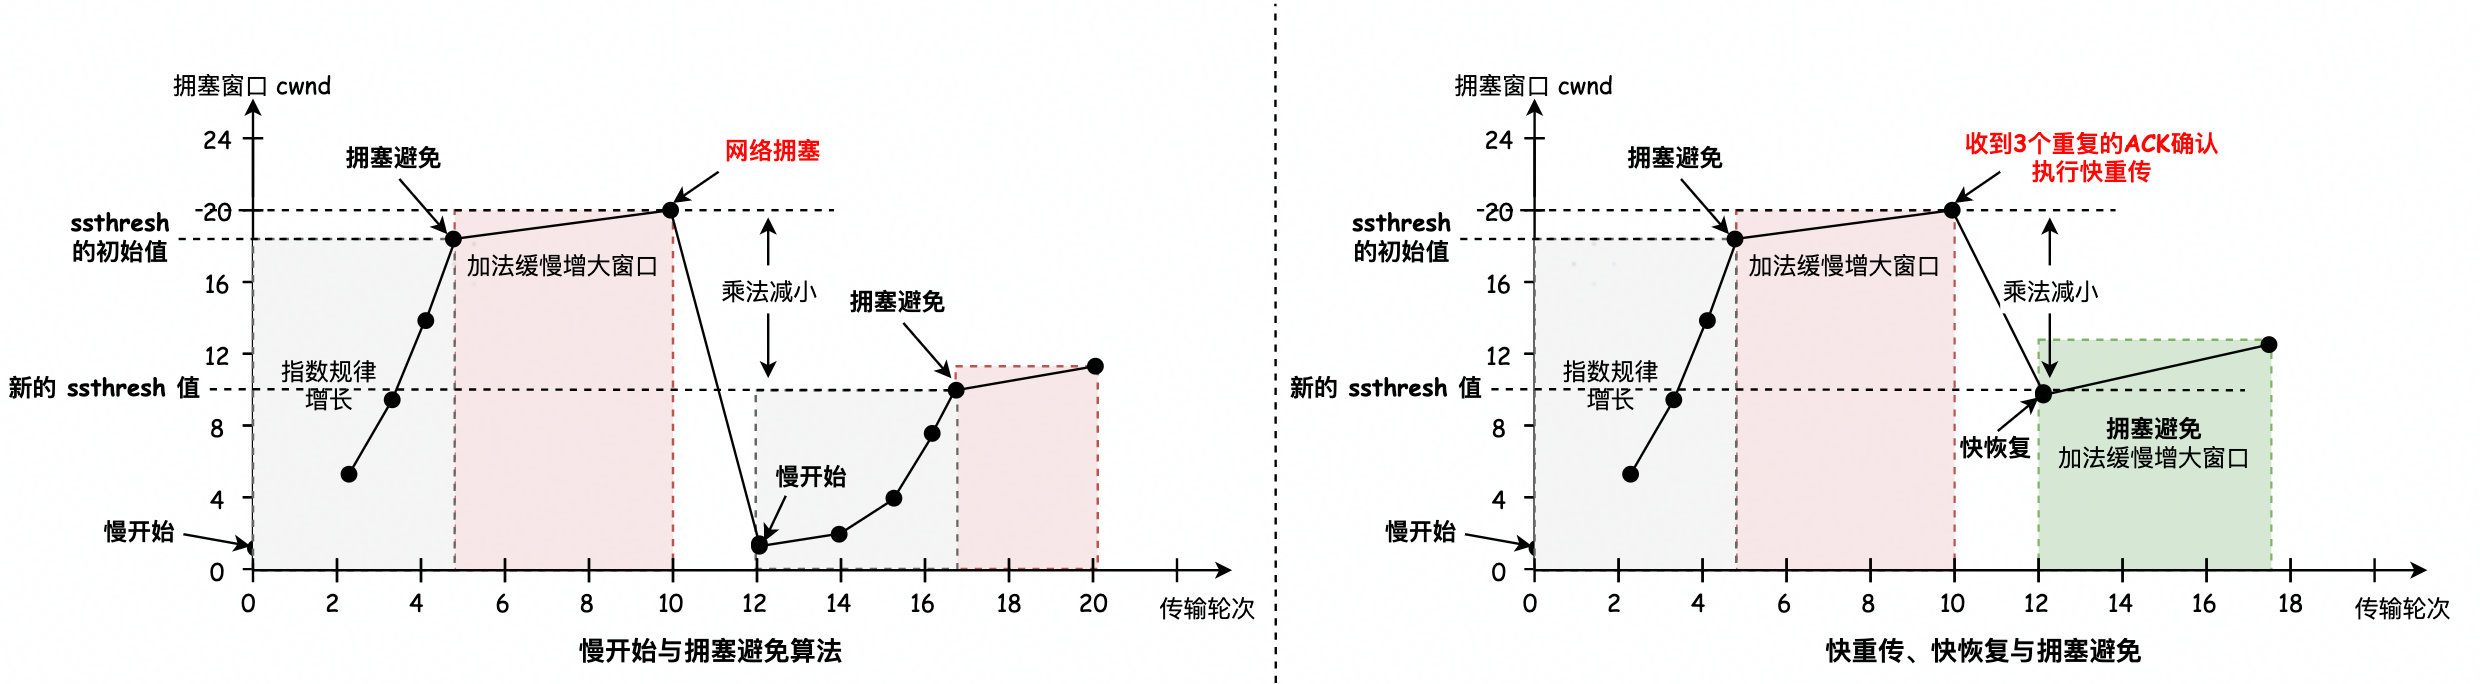 拥塞窗口 cwnd
24
拥塞避免
网络拥塞
20
ssthresh
的初始值
加法缓慢增大窗口
16
乘法减小
拥塞避免
12
指数规律
增长
新的 ssthresh 值
8
慢开始
4
慢开始
0
0 2 4 6 8 10 12 14 16 18 20 传输轮次
慢开始与拥塞避免算法
拥塞窗口 cwnd
24
拥塞避免
收到3个重复的ACK确认
执行快重传
20
ssthresh
的初始值
加法缓慢增大窗口
16
乘法减小
12
指数规律
增长
新的 ssthresh 值
8
快恢复
拥塞避免
加法缓慢增大窗口
4
慢开始
0
0 2 4 6 8 10 12 14 16 18 传输轮次
快重传、快恢复与拥塞避免